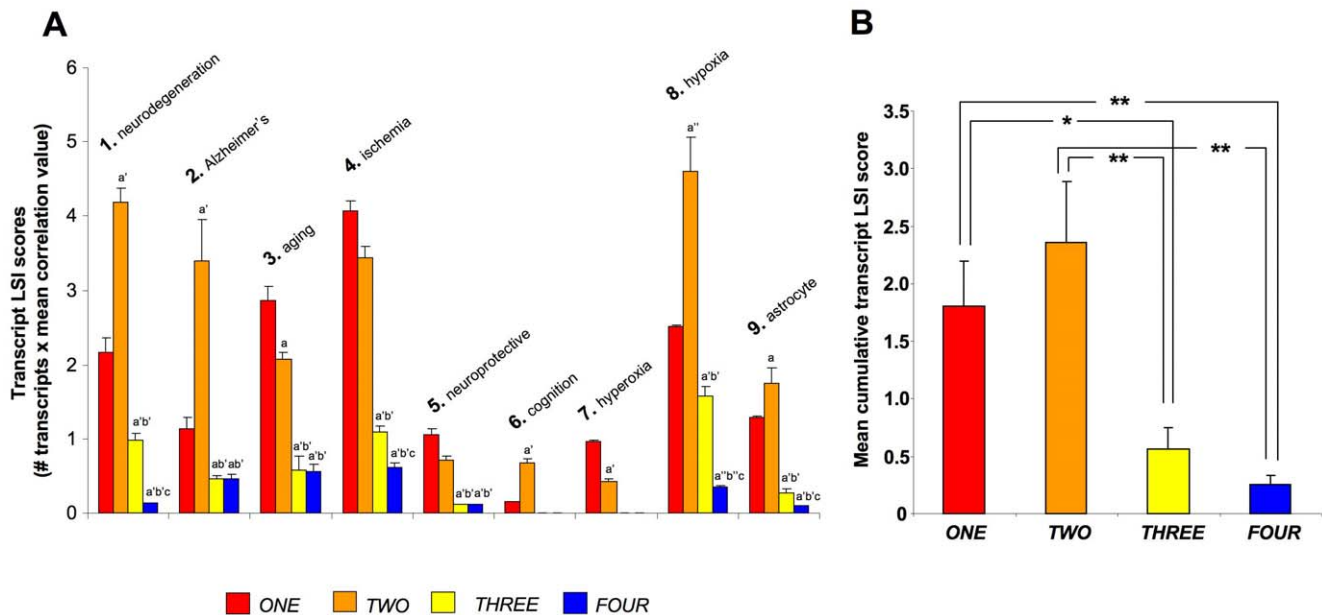 A
Transcript LSI scores
(# transcripts x mean correlation value)
6
5
4
3
2
1
0
1. neurodegeneration
2. Alzheimer's
3. aging
4. ischemia
5. neuroprotective
6. cognition
7. hyperoxia
8. hypoxia
9. astrocyte
a'
a'b'
a'b'c
a'
ab' ab'
a
a'b' a'b'
a'b'
a'b'c
a'b' a'b'
a'
a'
a''
a'b'
a''b''c
a
a'b'
a'b'c
ONE TWO THREE FOUR
B
Mean cumulative transcript LSI score
3.5
3.0
2.5
2.0
1.5
1.0
0.5
0
**
*
**
**
ONE TWO THREE FOUR